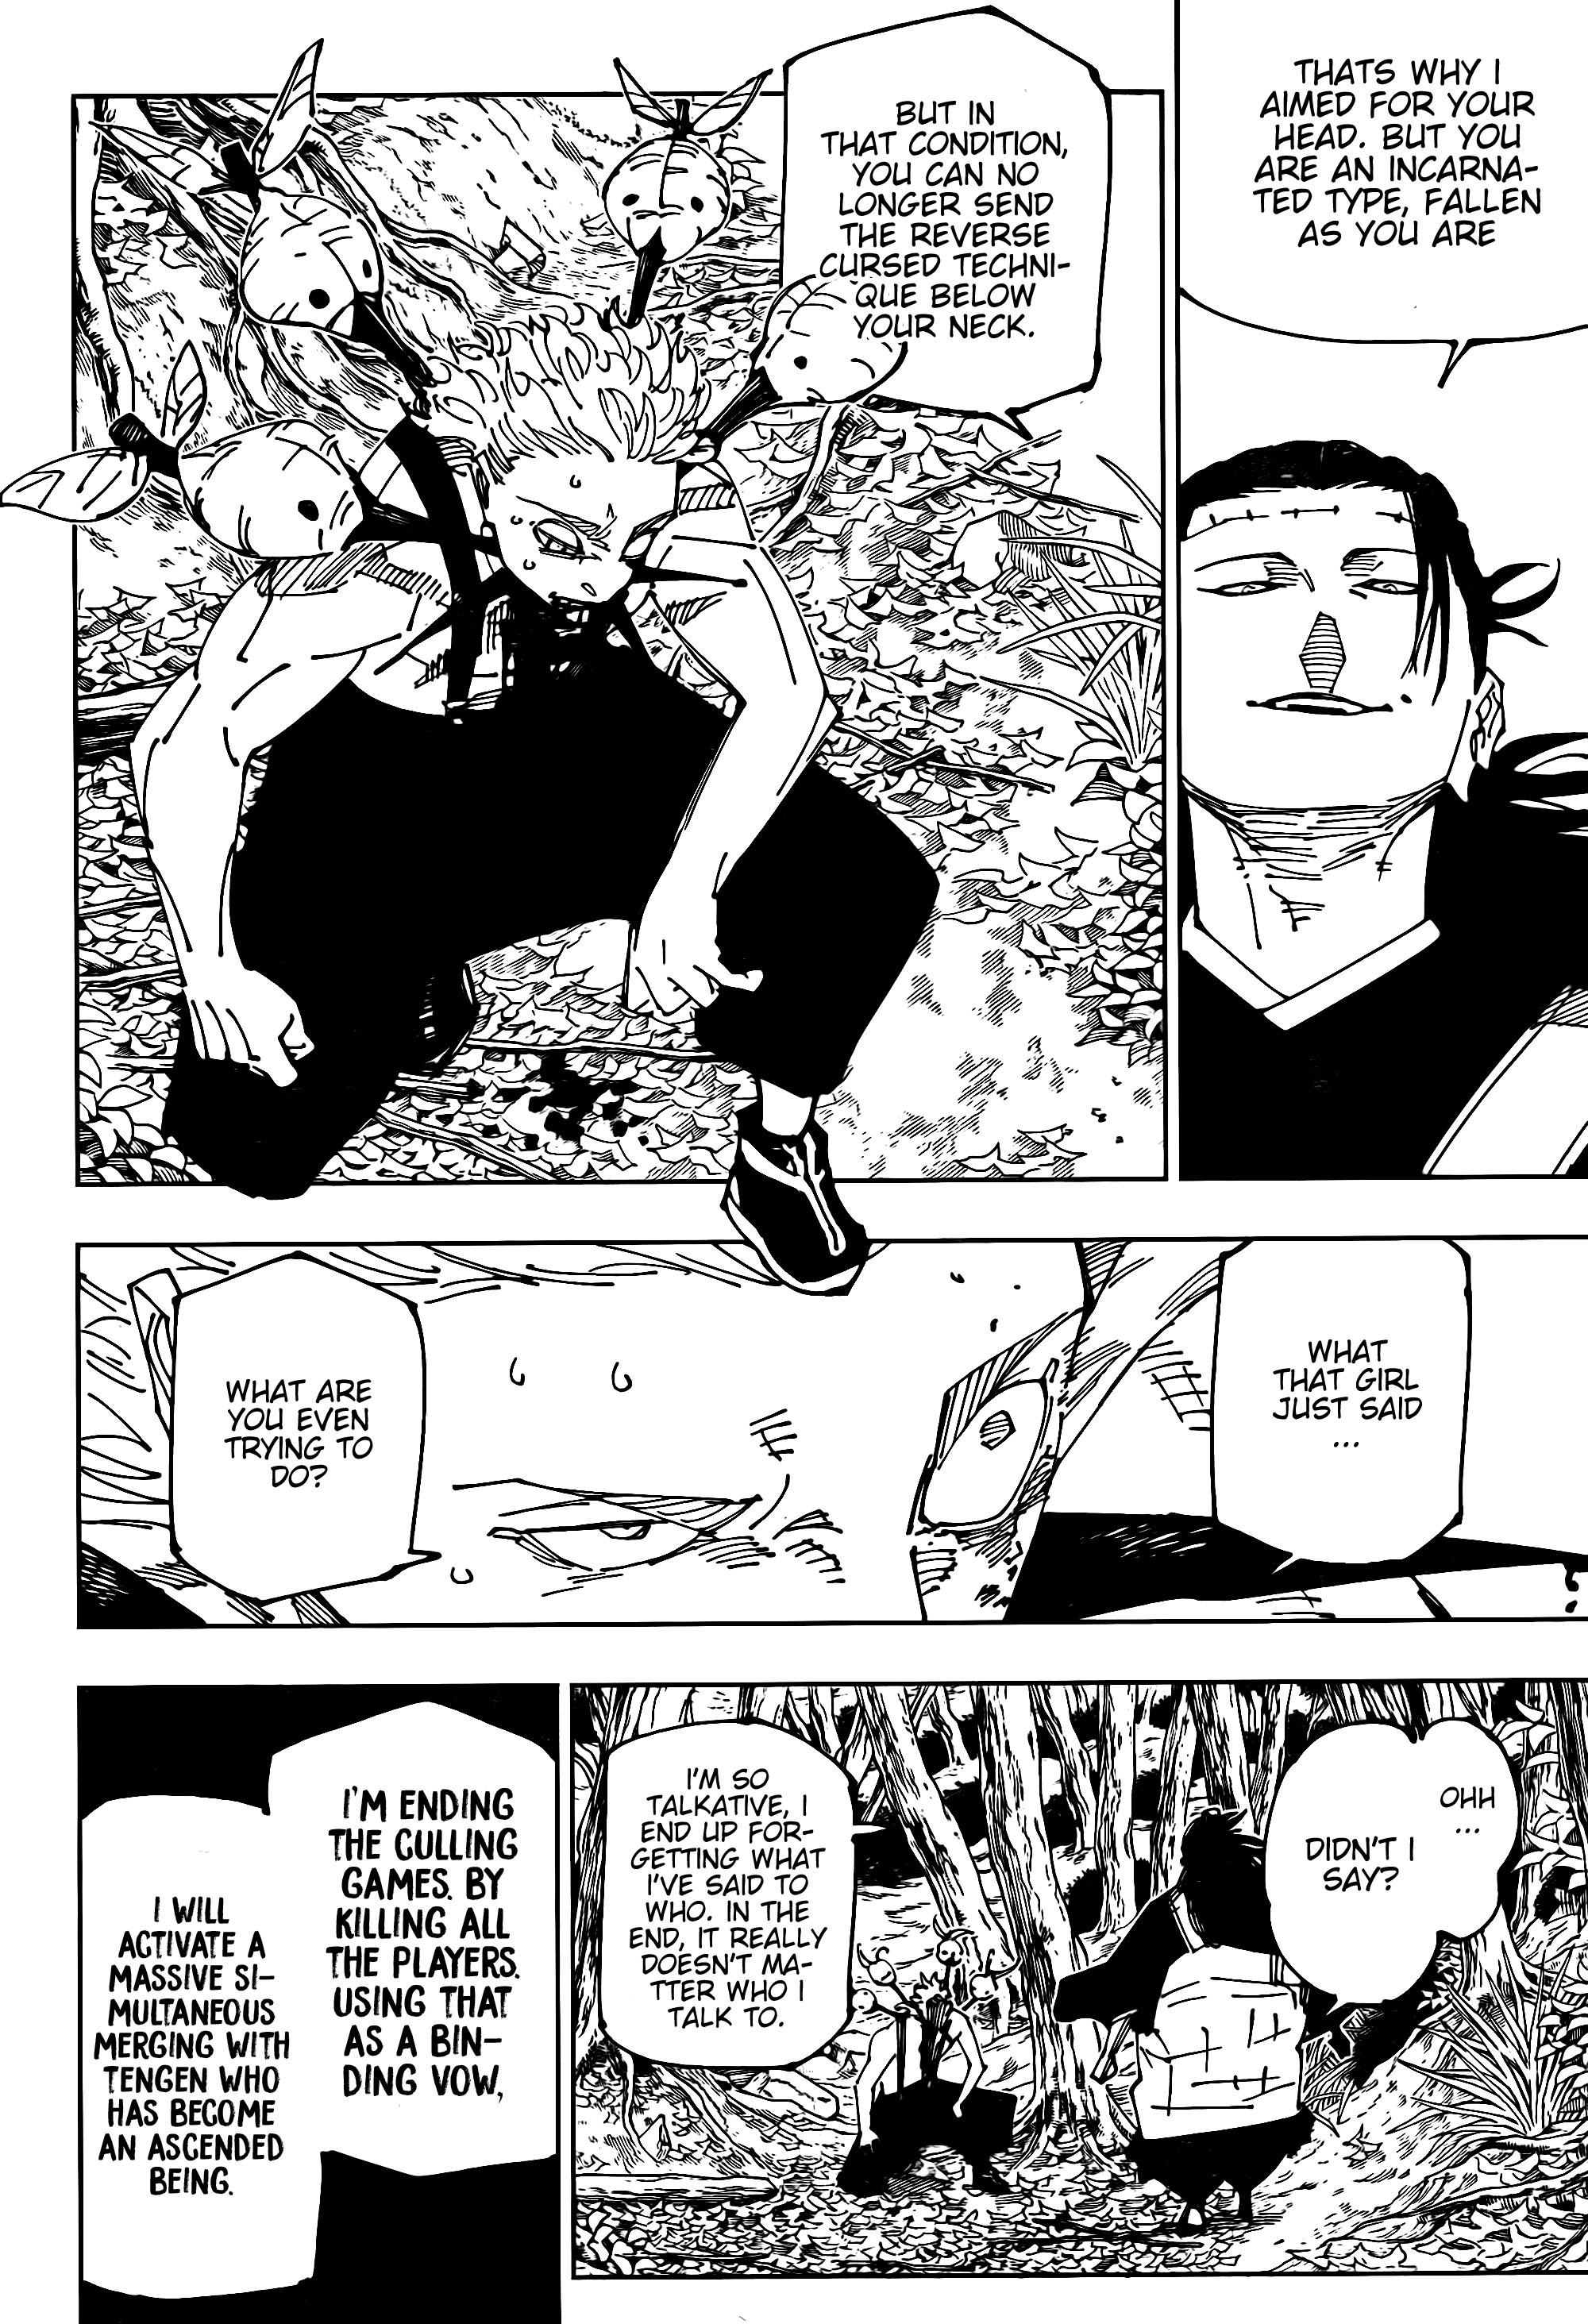 THATS WHY I
AIMED FOR YOUR
HEAD. BUT YOU
ARE AN INCARNA-
TED TYPE, FALLEN
AS YOU ARE
BUT IN
THAT CONDITION,
YOU CAN NO
LONGER SEND
THE REVERSE
CURSED TECHNI-
QUE BELOW
YOUR NECK.
WHAT
THAT GIRL
JUST SAID
...
WHAT ARE
YOU EVEN
TRYING TO
DO?
OHH
...
DIDN'T I
SAY?
I'M SO
TALKATIVE, I
END UP FOR-
GETTING WHAT
I'VE SAID TO
WHO. IN THE
END, IT REALLY
DOESN'T MA-
TTER WHO I
TALK TO.
I'M ENDING
THE CULLING
GAMES. BY
KILLING ALL
THE PLAYERS.
USING THAT
AS A BIN-
DING VOW,
I WILL
ACTIVATE A
MASSIVE SI-
MULTANEOUS
MERGING WITH
TENGEN WHO
HAS BECOME
AN ASCENDED
BEING.